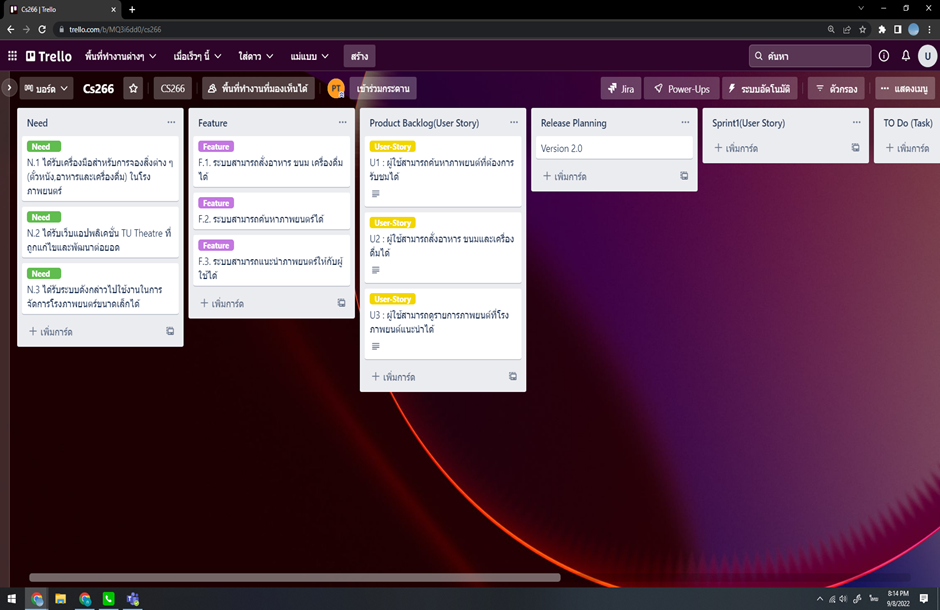 Cs266 | Trello
trello.com/b/MQ3i6dd0/cs266
Trello
พื้นที่ทำงานต่างๆ
เมื่อเร็วๆ นี้
ใส่ดาว
แม่แบบ
สร้าง
ค้นหา
U
บอร์ด
Cs266
CS266
พื้นที่ทำงานที่มองเห็นได้
PT
เข้าร่วมกระดาน
Jira
Power-Ups
ระบบอัตโนมัติ
ตัวกรอง
แสดงเมนู
Need
Need
N.1 ได้รับเครื่องมือสำหรับการจองสิ่งต่าง ๆ
(ตั๋วหนัง,อาหารและเครื่องดื่ม) ในโรง
ภาพยนตร์
Need
N.2 ได้รับเว็บแอปพลิเคชั่น TU Theatre ที่
ถูกแก้ไขและพัฒนาต่อยอด
Need
N.3 ได้รับระบบดังกล่าวไปใช้งานในการ
จัดการโรงภาพยนตร์ขนาดเล็กได้
+ เพิ่มการ์ด
Feature
Feature
F.1. ระบบสามารถสั่งอาหาร ขนม เครื่องดื่ม
ได้
Feature
F.2. ระบบสามารถค้นหาภาพยนตร์ได้
Feature
F.3. ระบบสามารถแนะนำภาพยนตร์ให้กับผู้
ใช้ได้
+ เพิ่มการ์ด
Product Backlog(User Story)
User-Story
U1 : ผู้ใช้สามารถค้นหาภาพยนต์ที่ต้องการ
รับชมได้
User-Story
U2 : ผู้ใช้สามารถสั่งอาหาร ขนมและเครื่อง
ดื่มได้
User-Story
U3 : ผู้ใช้สามารถดูรายการภาพยนต์ที่โรง
ภาพยนต์แนะนำได้
+ เพิ่มการ์ด
Release Planning
Version 2.0
+ เพิ่มการ์ด
Sprint1(User Story)
+ เพิ่มการ์ด
TO Do (Task)
+ เพิ่มการ์ด
8:14 PM
9/8/2022